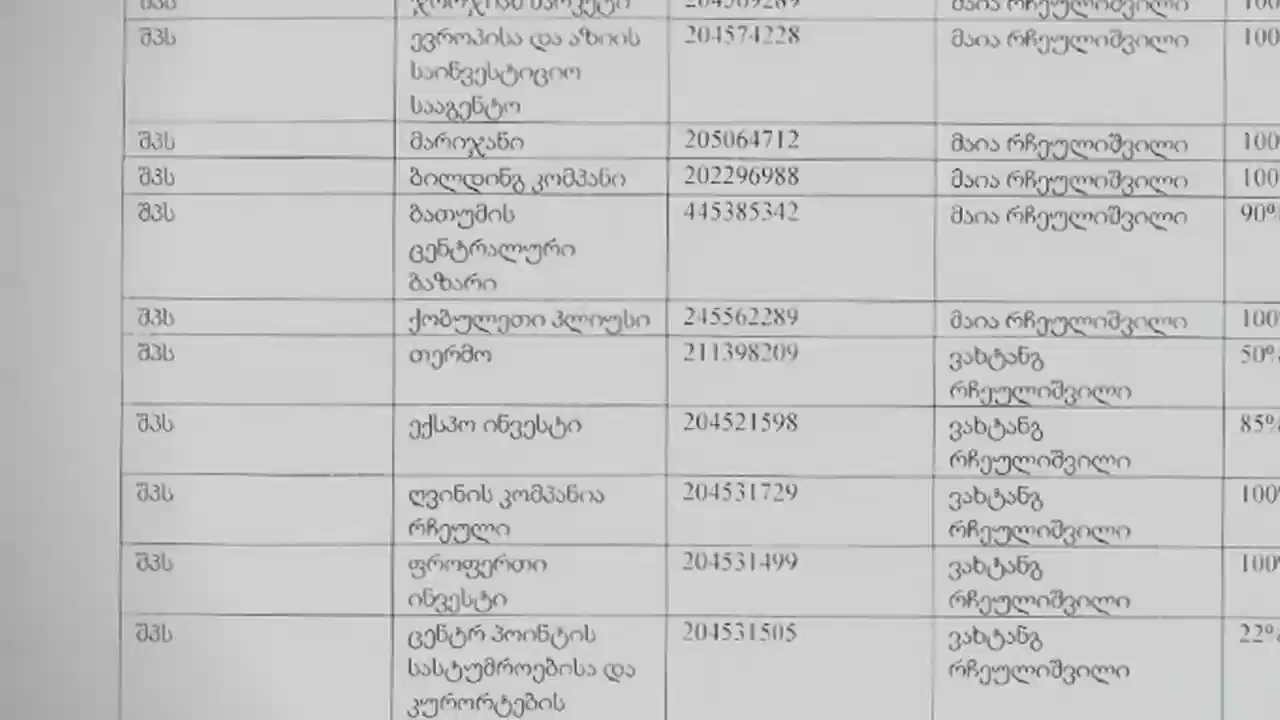 შპს ევროპისა და აზიის 204574228 მაია რჩეულიშვილი 100
საინვესტიციო
სააგენტო
შპს მარიჯანი 205064712 მაია რჩეულიშვილი 100
შპს ბილდინგ კომპანი 202296988 მაია რჩეულიშვილი 100
შპს ბათუმის 445385342 მაია რჩეულიშვილი 90%
ცენტრალური
ბაზარი
შპს ქობულეთი პლიუსი 245562289 მაია რჩეულიშვილი 100
შპს თერმო 211398209 ვახტანგ 50%
რჩეულიშვილი
შპს ექსპო ინვესტი 204521598 ვახტანგ 85%
რჩეულიშვილი
შპს ღვინის კომპანია 204531729 ვახტანგ 100%
რჩეული რჩეულიშვილი
შპს ფროფერთი 204531499 ვახტანგ 100%
ინვესტი რჩეულიშვილი
შპს ცენტრ პოინტის 204531505 ვახტანგ 22%
სასტუმროებისა და რჩეულიშვილი
კურორტების